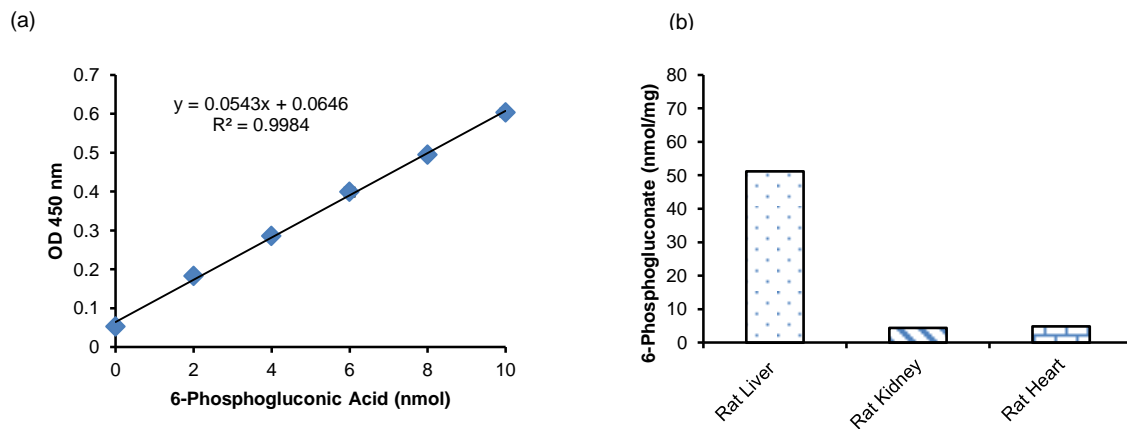 (a)
0.7
0.6
0.5
0.4
0.3
0.2
0.1
0
y = 0.0543x + 0.0646
R² = 0.9984
OD 450 nm
0 2 4 6 8 10
6-Phosphogluconic Acid (nmol)
(b)
80
70
60
50
40
30
20
10
0
6-Phosphogluconate (nmol/mg)
Rat Liver
Rat Kidney
Rat Heart